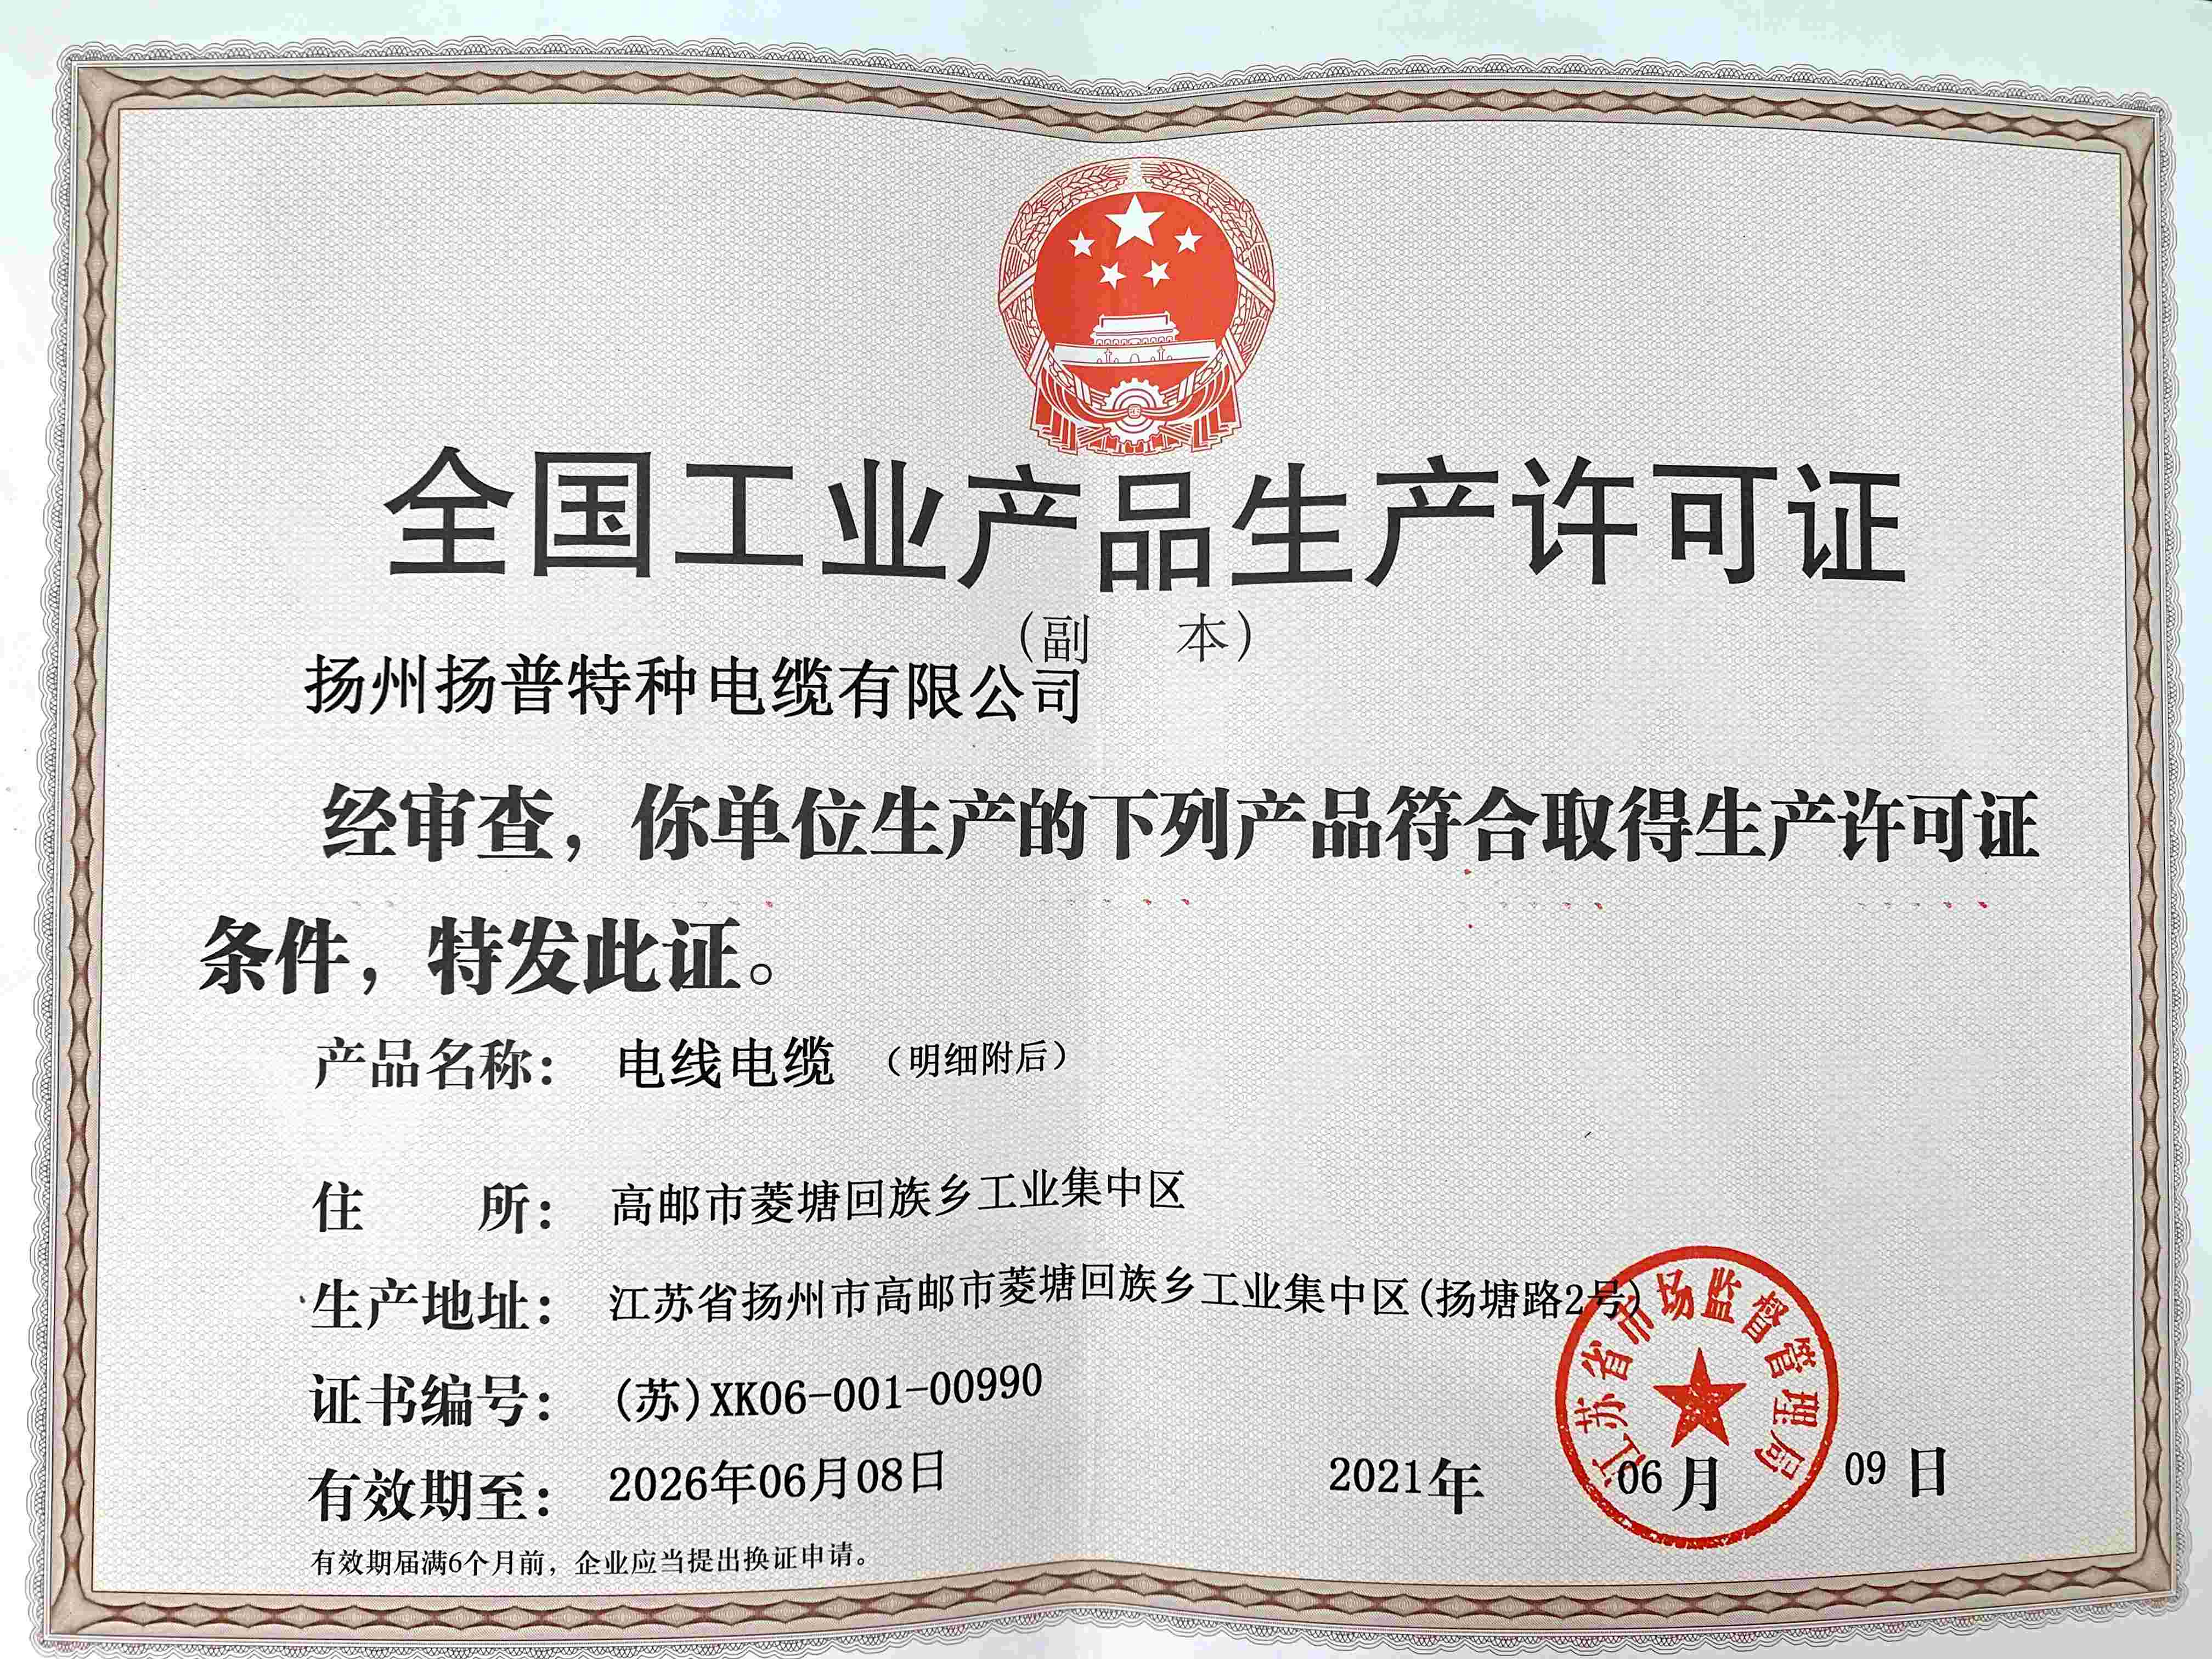 全国工业产品生产许可证
（副 本）
扬州扬普特种电缆有限公司
经审查，你单位生产的下列产品符合取得生产许可证
条件，特发此证。
产品名称： 电线电缆 （明细附后）
住 所： 高邮市菱塘回族乡工业集中区
生产地址： 江苏省扬州市高邮市菱塘回族乡工业集中区(扬塘路2号)
证书编号： (苏)XK06-001-00990
有效期至： 2026年06月08日
江苏省市场监督管理局
2021年 06月 09日
有效期届满6个月前，企业应当提出换证申请。